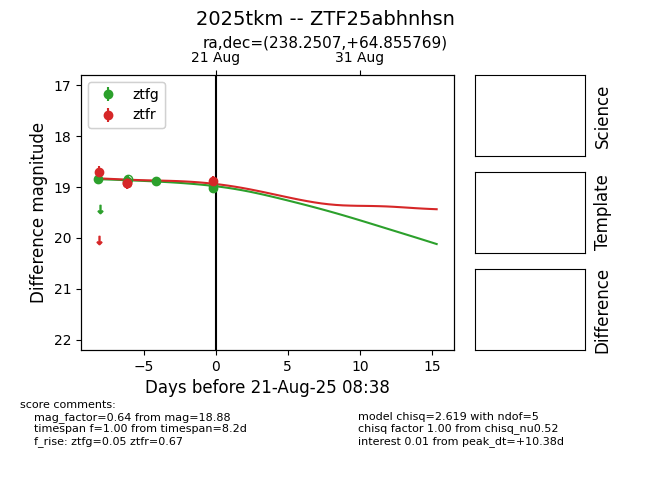 2025tkm -- ZTF25abhnhsn
ra,dec=(238.2507,+64.855769)
21 Aug
31 Aug
ztfg
ztfr
17
18
19
20
21
22
Difference magnitude
−5
0
5
10
15
Days before 21-Aug-25 08:38
Science
Template
Difference
score comments:
mag_factor=0.64 from mag=18.88
timespan f=1.00 from timespan=8.2d
f_rise: ztfg=0.05 ztfr=0.67
model chisq=2.619 with ndof=5
chisq factor 1.00 from chisq_nu0.52
interest 0.01 from peak_dt=+10.38d